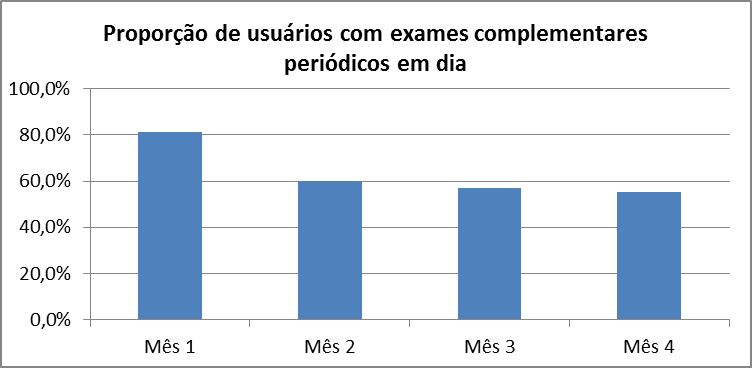 Proporção de usuários com exames complementares
periódicos em dia
100,0%
80,0%
60,0%
40,0%
20,0%
0,0%
Mês 1
Mês 2
Mês 3
Mês 4